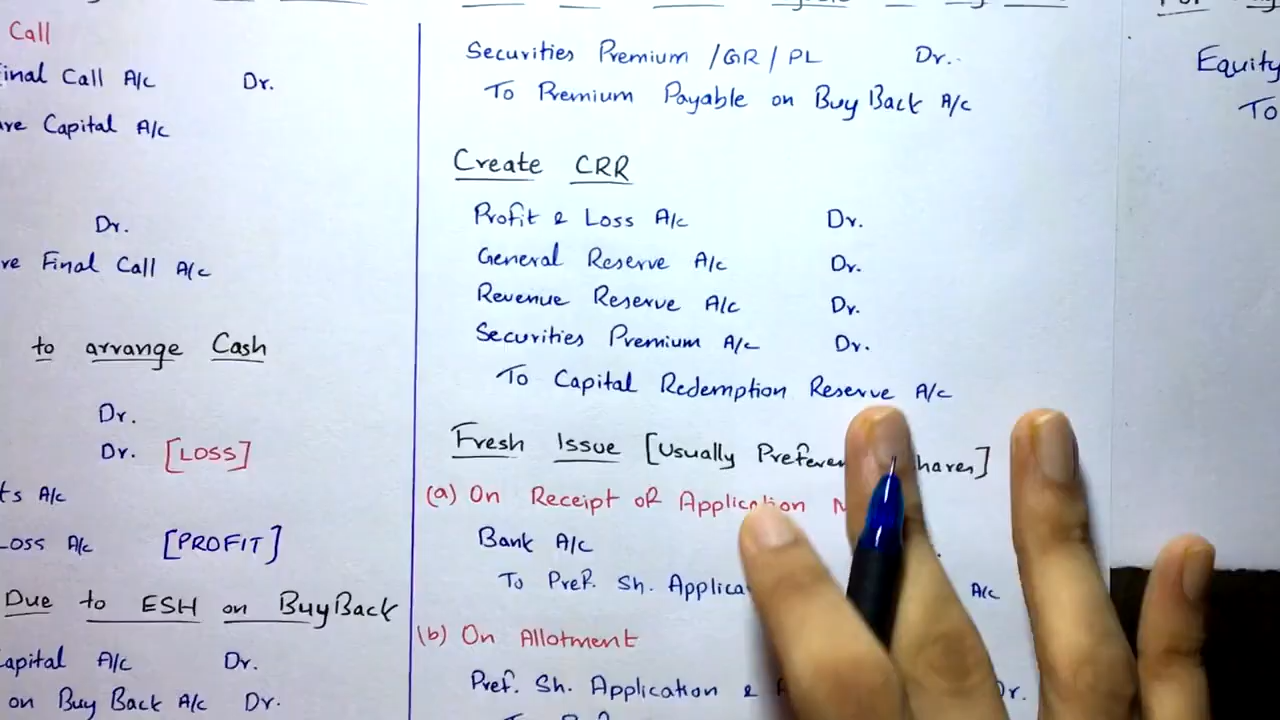 Call
Final Call A/c Dr.
are Capital A/c
Dr.
re Final Call A/c
to arrange Cash
Dr.
Dr. [LOSS]
ts A/c
Loss A/c [PROFIT]
Due to ESH on BuyBack
Capital A/c Dr.
on Buy Back A/c Dr.
Securities Premium /GR / PL Dr.
To Premium Payable on Buy Back A/c
Create CRR
Profit & Loss A/c Dr.
General Reserve A/c Dr.
Revenue Reserve A/c Dr.
Securities Premium A/c Dr.
To Capital Redemption Reserve A/c
Fresh Issue [Usually Preferen hares]
(a) On Receipt of Application
Bank A/c
To Pref. Sh. Applica A/c
(b) On Allotment
Pref. Sh. Application & Dr.
Equity
To